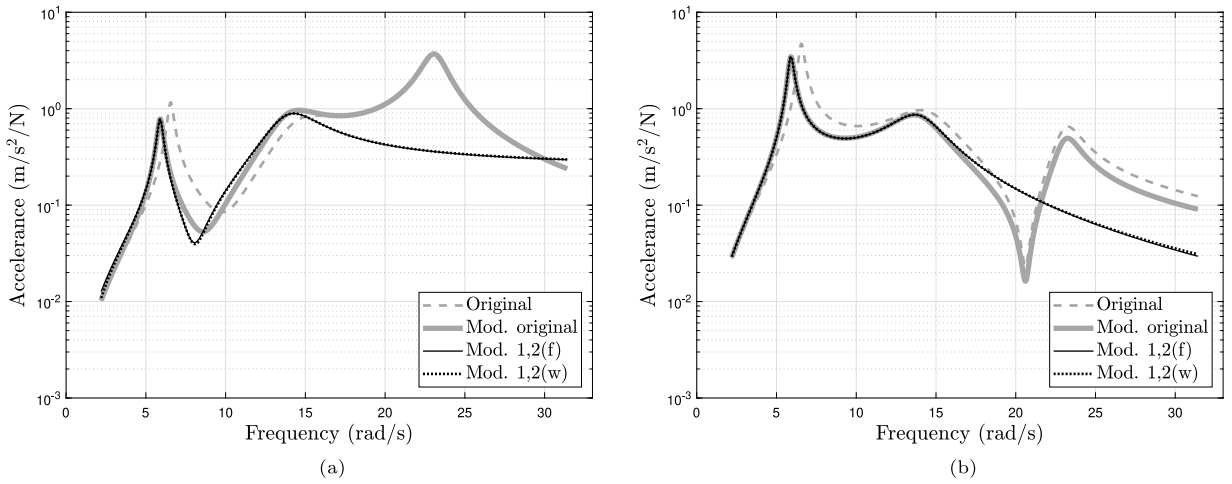 10^1
10^0
10^-1
10^-2
10^-3
Accelerance (m/s^2/N)
Original
Mod. original
Mod. 1,2(f)
Mod. 1,2(w)
0 5 10 15 20 25 30
Frequency (rad/s)
(a)
10^1
10^0
10^-1
10^-2
10^-3
Accelerance (m/s^2/N)
Original
Mod. original
Mod. 1,2(f)
Mod. 1,2(w)
0 5 10 15 20 25 30
Frequency (rad/s)
(b)